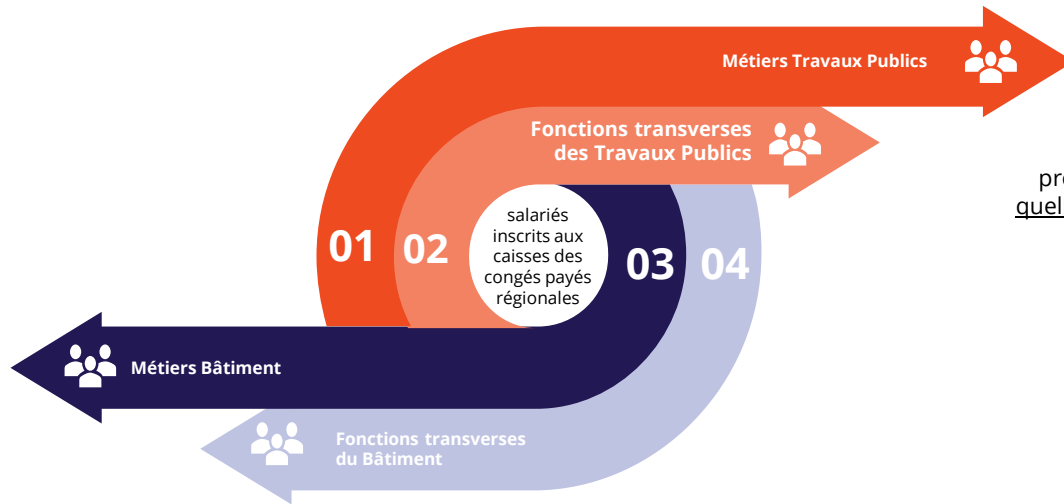 Métiers Travaux Publics
Fonctions transverses
des Travaux Publics
01
02
salariés
inscrits aux
caisses des
congés payés
régionales
03
04
Métiers Bâtiment
Fonctions transverses
du Bâtiment